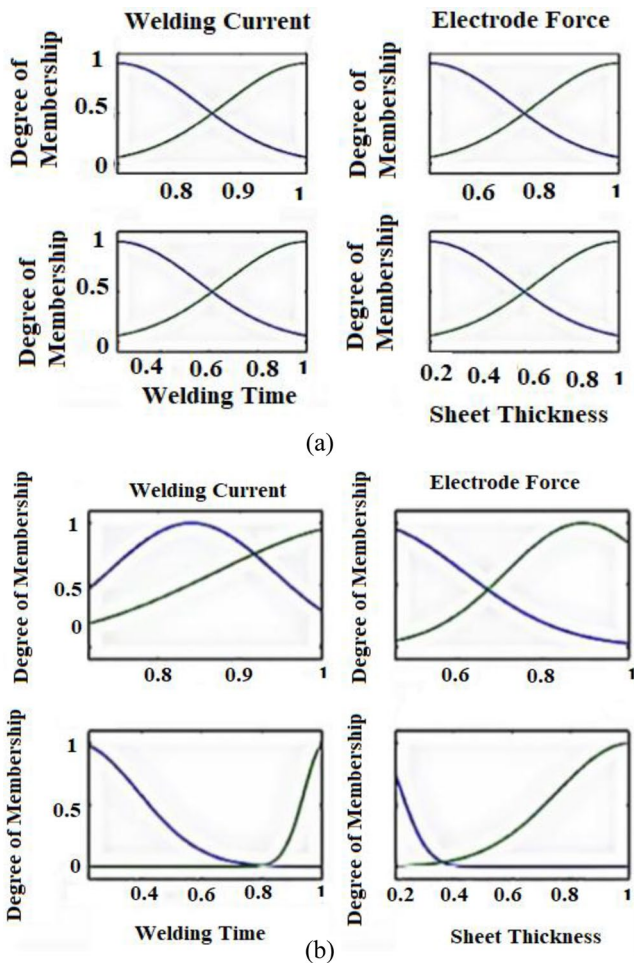 Welding Current
Electrode Force
Degree of
Membership
1
0.5
0
0.8 0.9 1
Degree of
Membership
0.6 0.8 1
Degree of
Membership
1
0.5
0
0.4 0.6 0.8 1
Welding Time
Degree of
Membership
0.2 0.4 0.6 0.8 1
Sheet Thickness
(a)
Welding Current
Electrode Force
Degree of Membership
1
0.5
0
0.8 0.9 1
Degree of Membership
0.6 0.8 1
Degree of Membership
1
0.5
0
0.4 0.6 0.8 1
Welding Time
Degree of Membership
0.2 0.4 0.6 0.8 1
Sheet Thickness
(b)